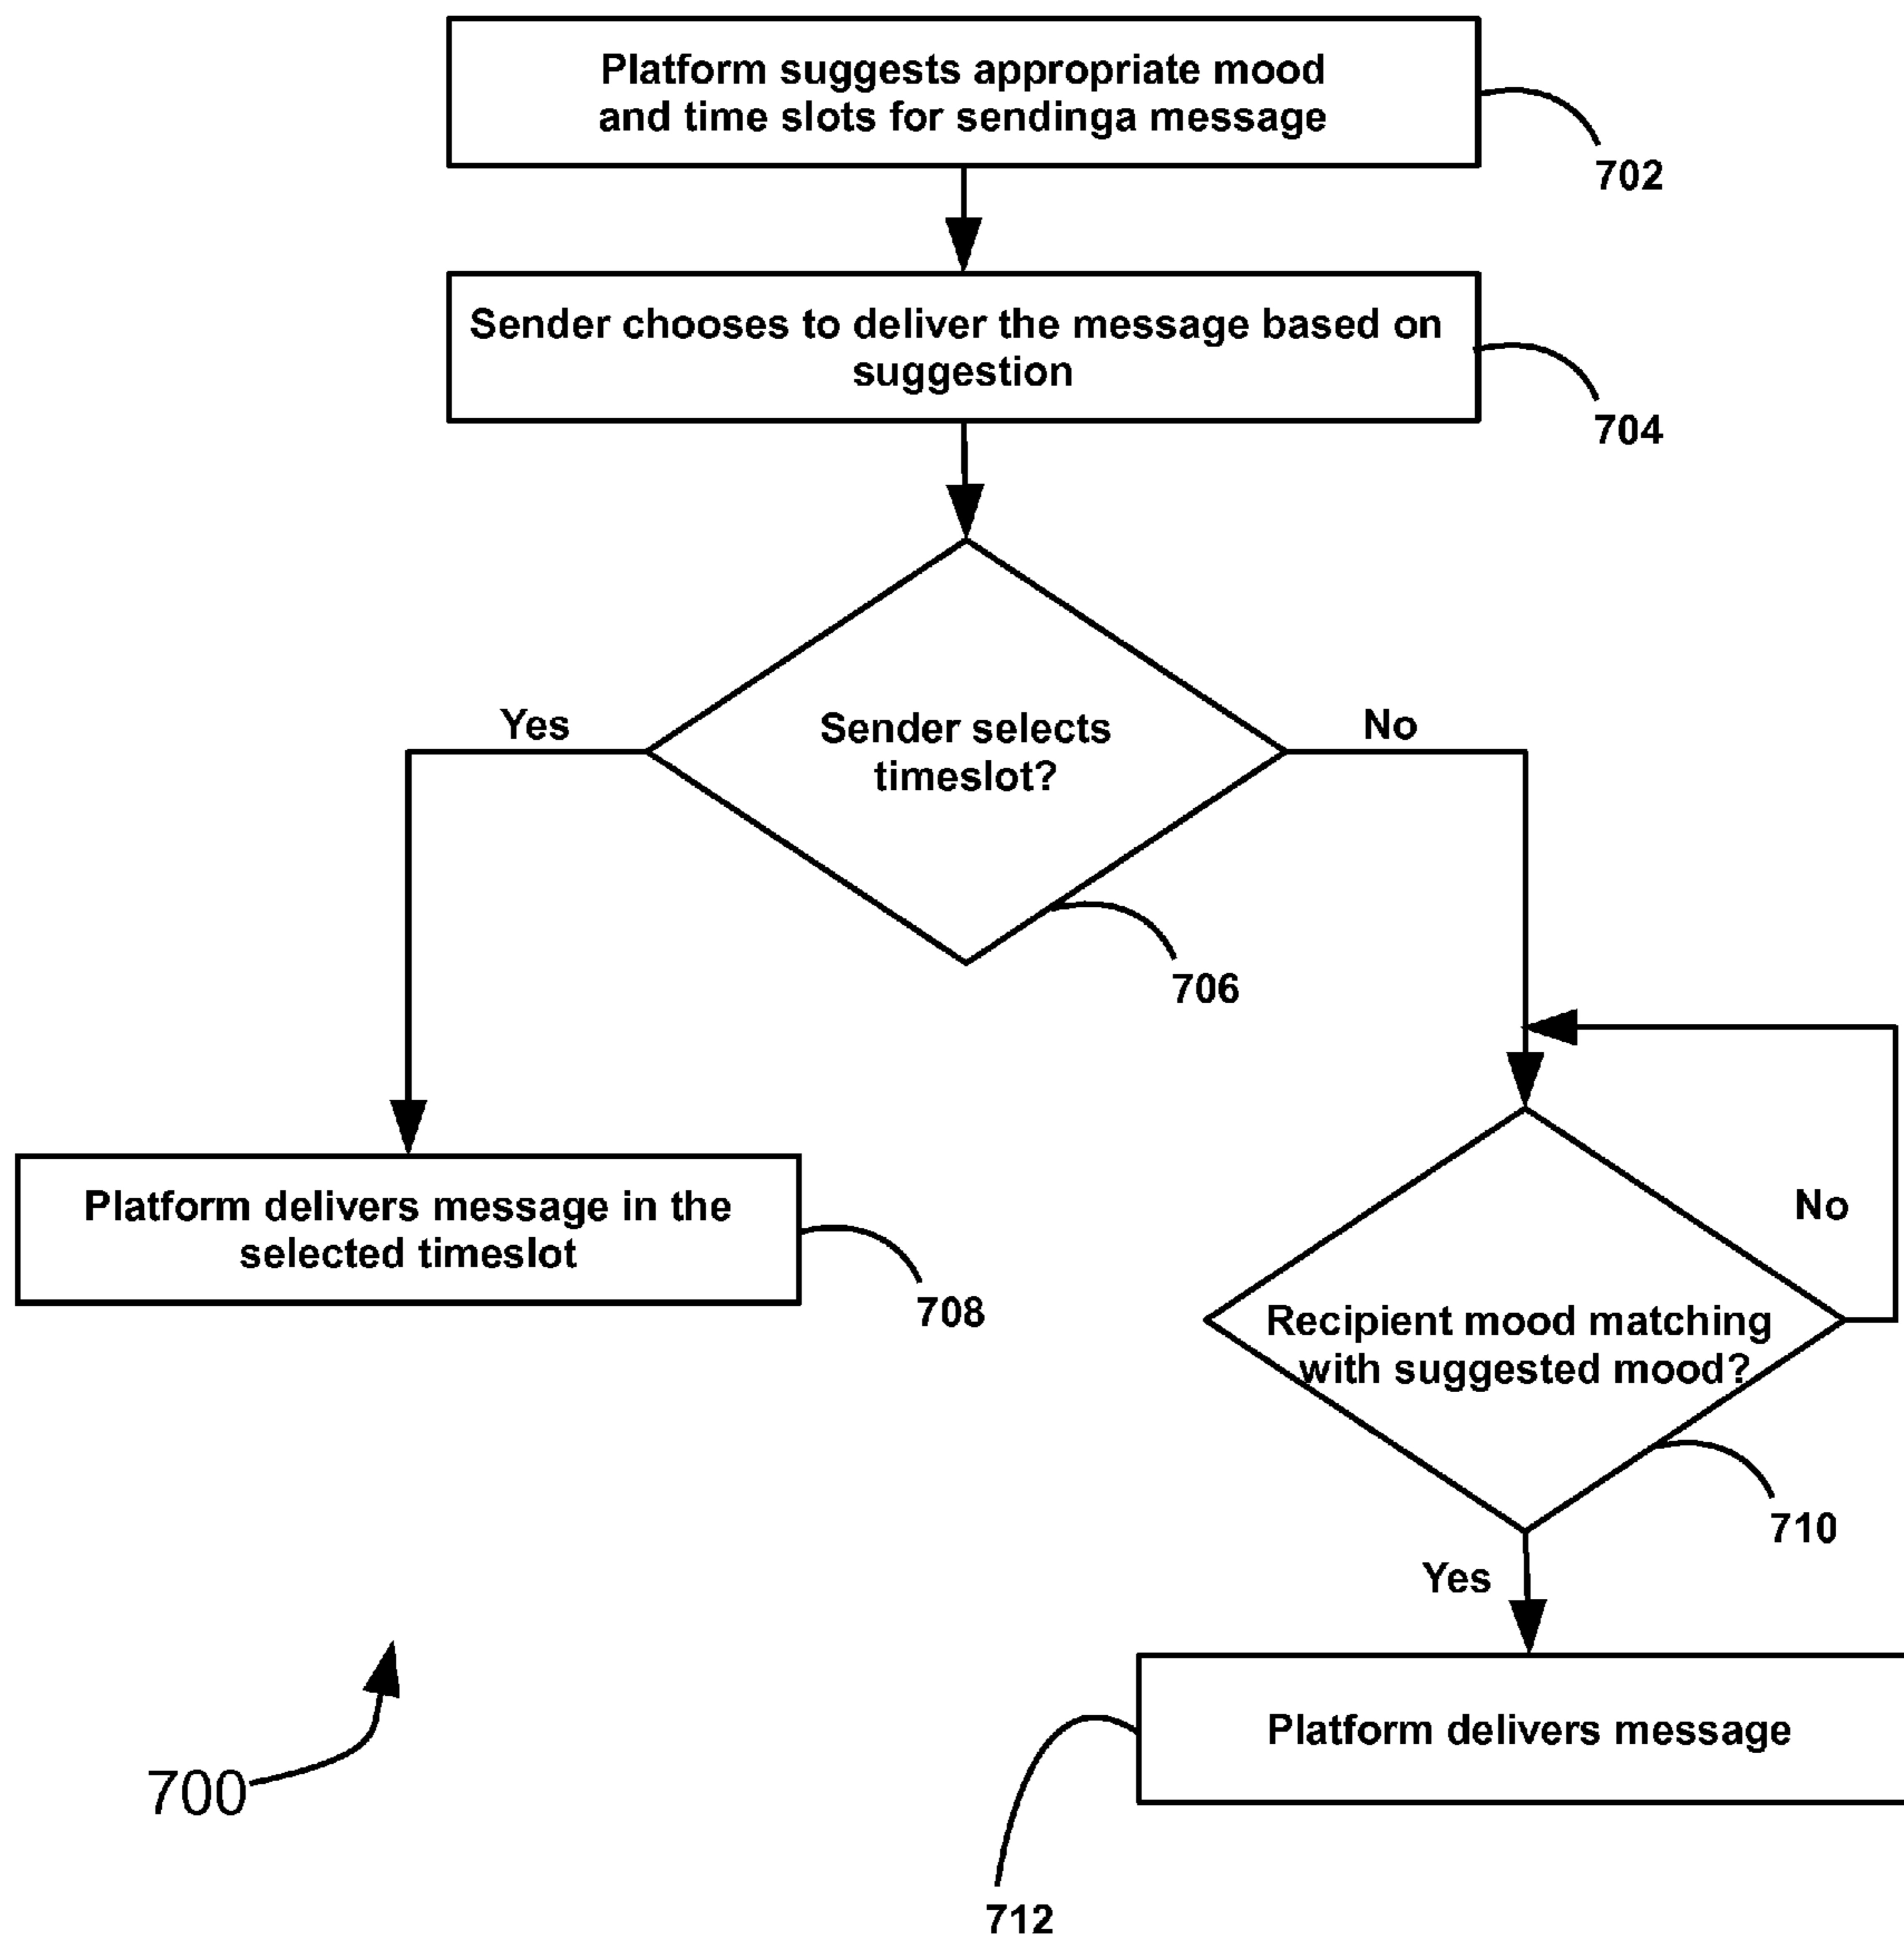 Platform suggests appropriate mood
and time slots for sendinga message
702
Sender chooses to deliver the message based on
suggestion
704
Yes
Sender selects
timeslot?
No
706
Platform delivers message in the
selected timeslot
708
No
Recipient mood matching
with suggested mood?
710
Yes
Platform delivers message
700
712